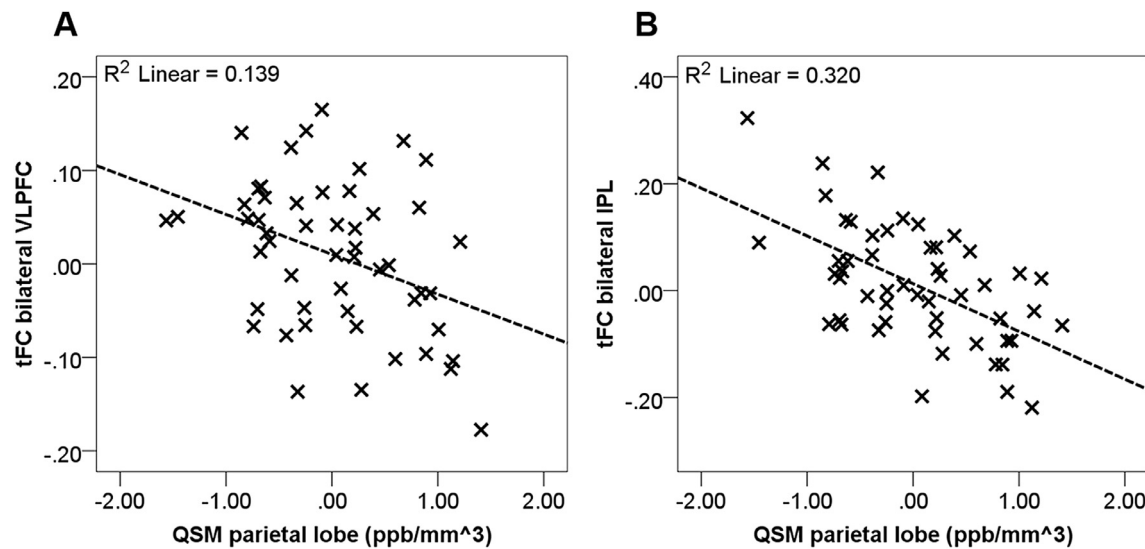 A
R² Linear = 0.139
.20
.10
.00
-.10
-.20
tFC bilateral VLPFC
-2.00 -1.00 .00 1.00 2.00
QSM parietal lobe (ppb/mm^3)
B
R² Linear = 0.320
.40
.20
.00
-.20
tFC bilateral IPL
-2.00 -1.00 .00 1.00 2.00
QSM parietal lobe (ppb/mm^3)